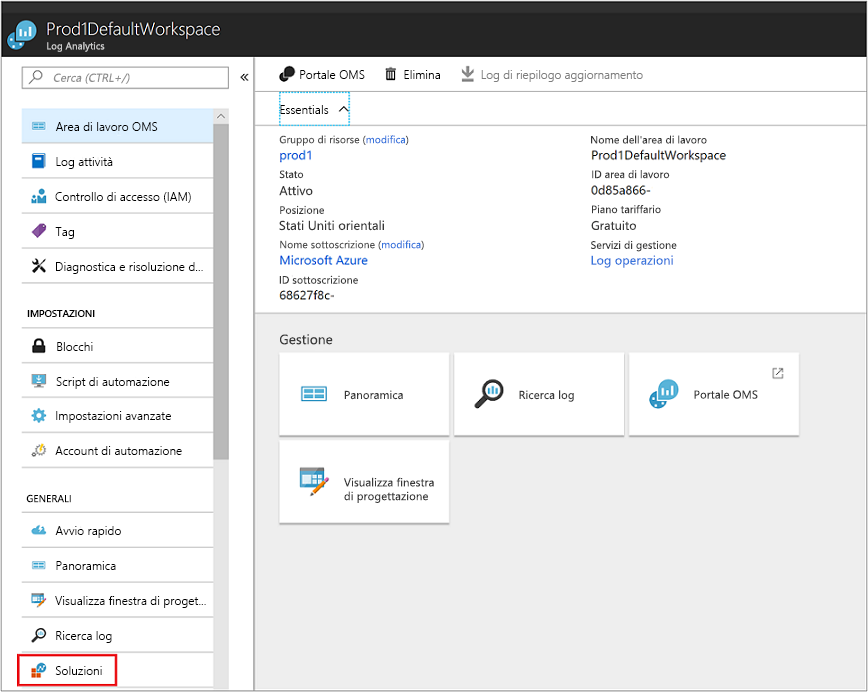 Prod1DefaultWorkspace
Log Analytics
Cerca (CTRL+/)
«
Area di lavoro OMS
Log attività
Controllo di accesso (IAM)
Tag
Diagnostica e risoluzione d...
IMPOSTAZIONI
Blocchi
Script di automazione
Impostazioni avanzate
Account di automazione
GENERALI
Avvio rapido
Panoramica
Visualizza finestra di proget...
Ricerca log
Soluzioni
Portale OMS
Elimina
Log di riepilogo aggiornamento
Essentials
Gruppo di risorse (modifica)
prod1
Stato
Attivo
Posizione
Stati Uniti orientali
Nome sottoscrizione (modifica)
Microsoft Azure
ID sottoscrizione
68627f8c-
Nome dell'area di lavoro
Prod1DefaultWorkspace
ID area di lavoro
0d85a866-
Piano tariffario
Gratuito
Servizi di gestione
Log operazioni
Gestione
Panoramica
Ricerca log
Portale OMS
Visualizza finestra
di progettazione